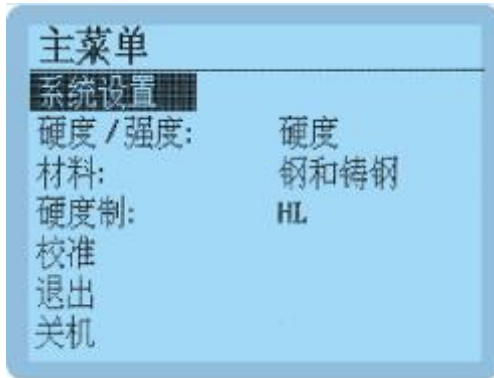 主菜单
系统设置
硬度/强度: 硬度
材料: 钢和铸钢
硬度制: HL
校准
退出
关机